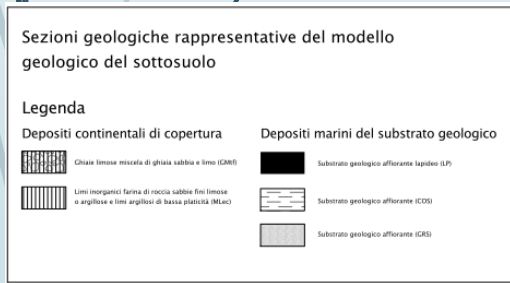 Sezioni geologiche rappresentative del modello
geologico del sottosuolo
Legenda
Depositi continentali di copertura
Ghiaie limose miscela di ghiaia sabbia e limo (GMtf)
Limi inorganici farina di roccia sabbie fini limose
o argillose e limi argillosi di bassa platicità (MLec)
Depositi marini del substrato geologico
Substrato geologico affiorante lapideo (LP)
Substrato geologico affiorante (COS)
Substrato geologico affiorante (GRS)